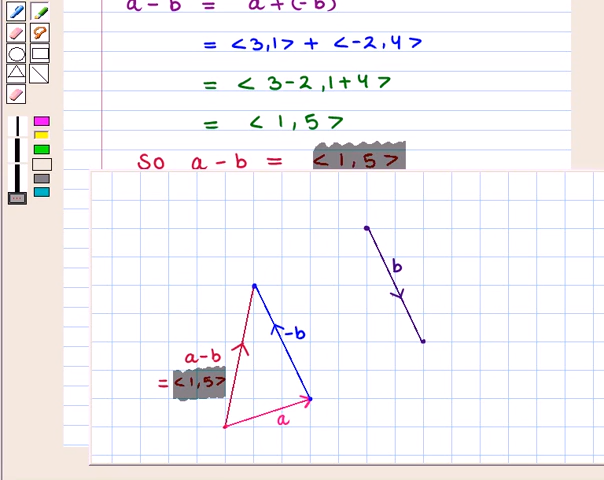 a - b = a + (-b)
= <3,1> + <-2,4>
= <3-2,1+4>
= <1,5>
So a - b = <1,5>
b
-b
a-b
= <1,5>
a